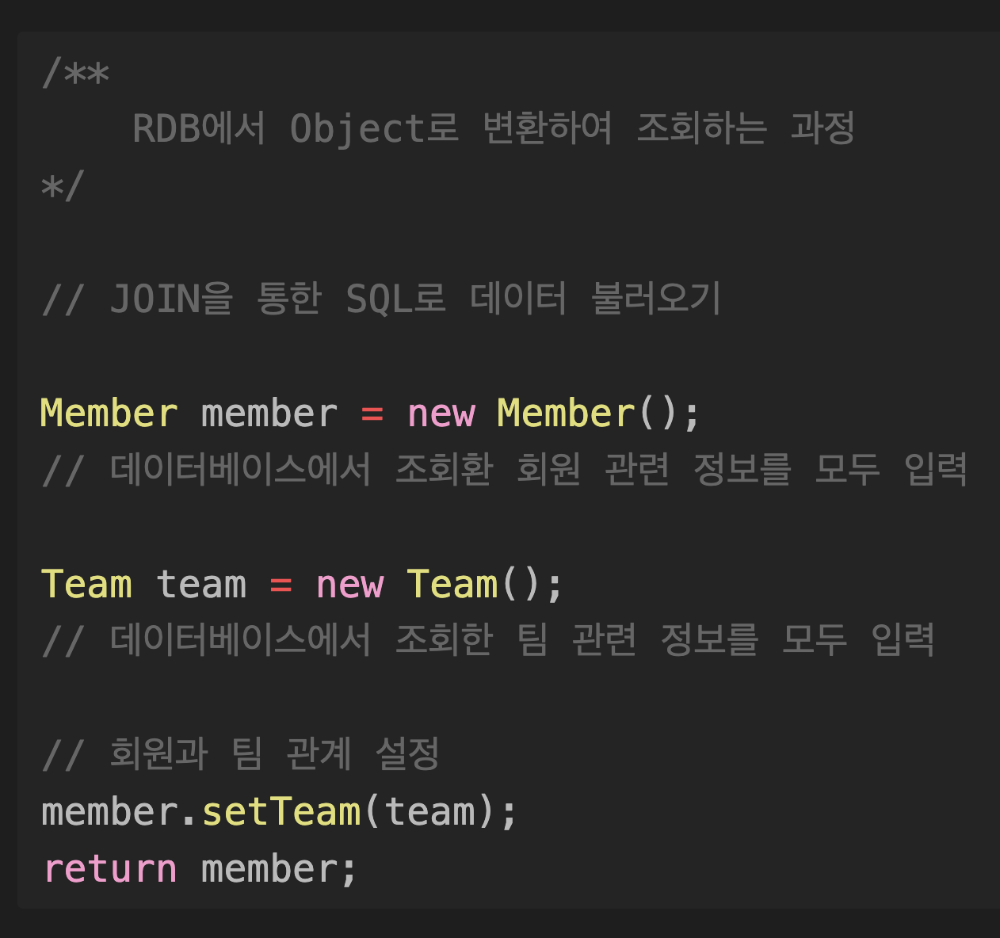 /**
RDB에서 Object로 변환하여 조회하는 과정
*/
// JOIN을 통한 SQL로 데이터 불러오기
Member member = new Member();
// 데이터베이스에서 조회환 회원 관련 정보를 모두 입력
Team team = new Team();
// 데이터베이스에서 조회한 팀 관련 정보를 모두 입력
// 회원과 팀 관계 설정
member.setTeam(team);
return member;